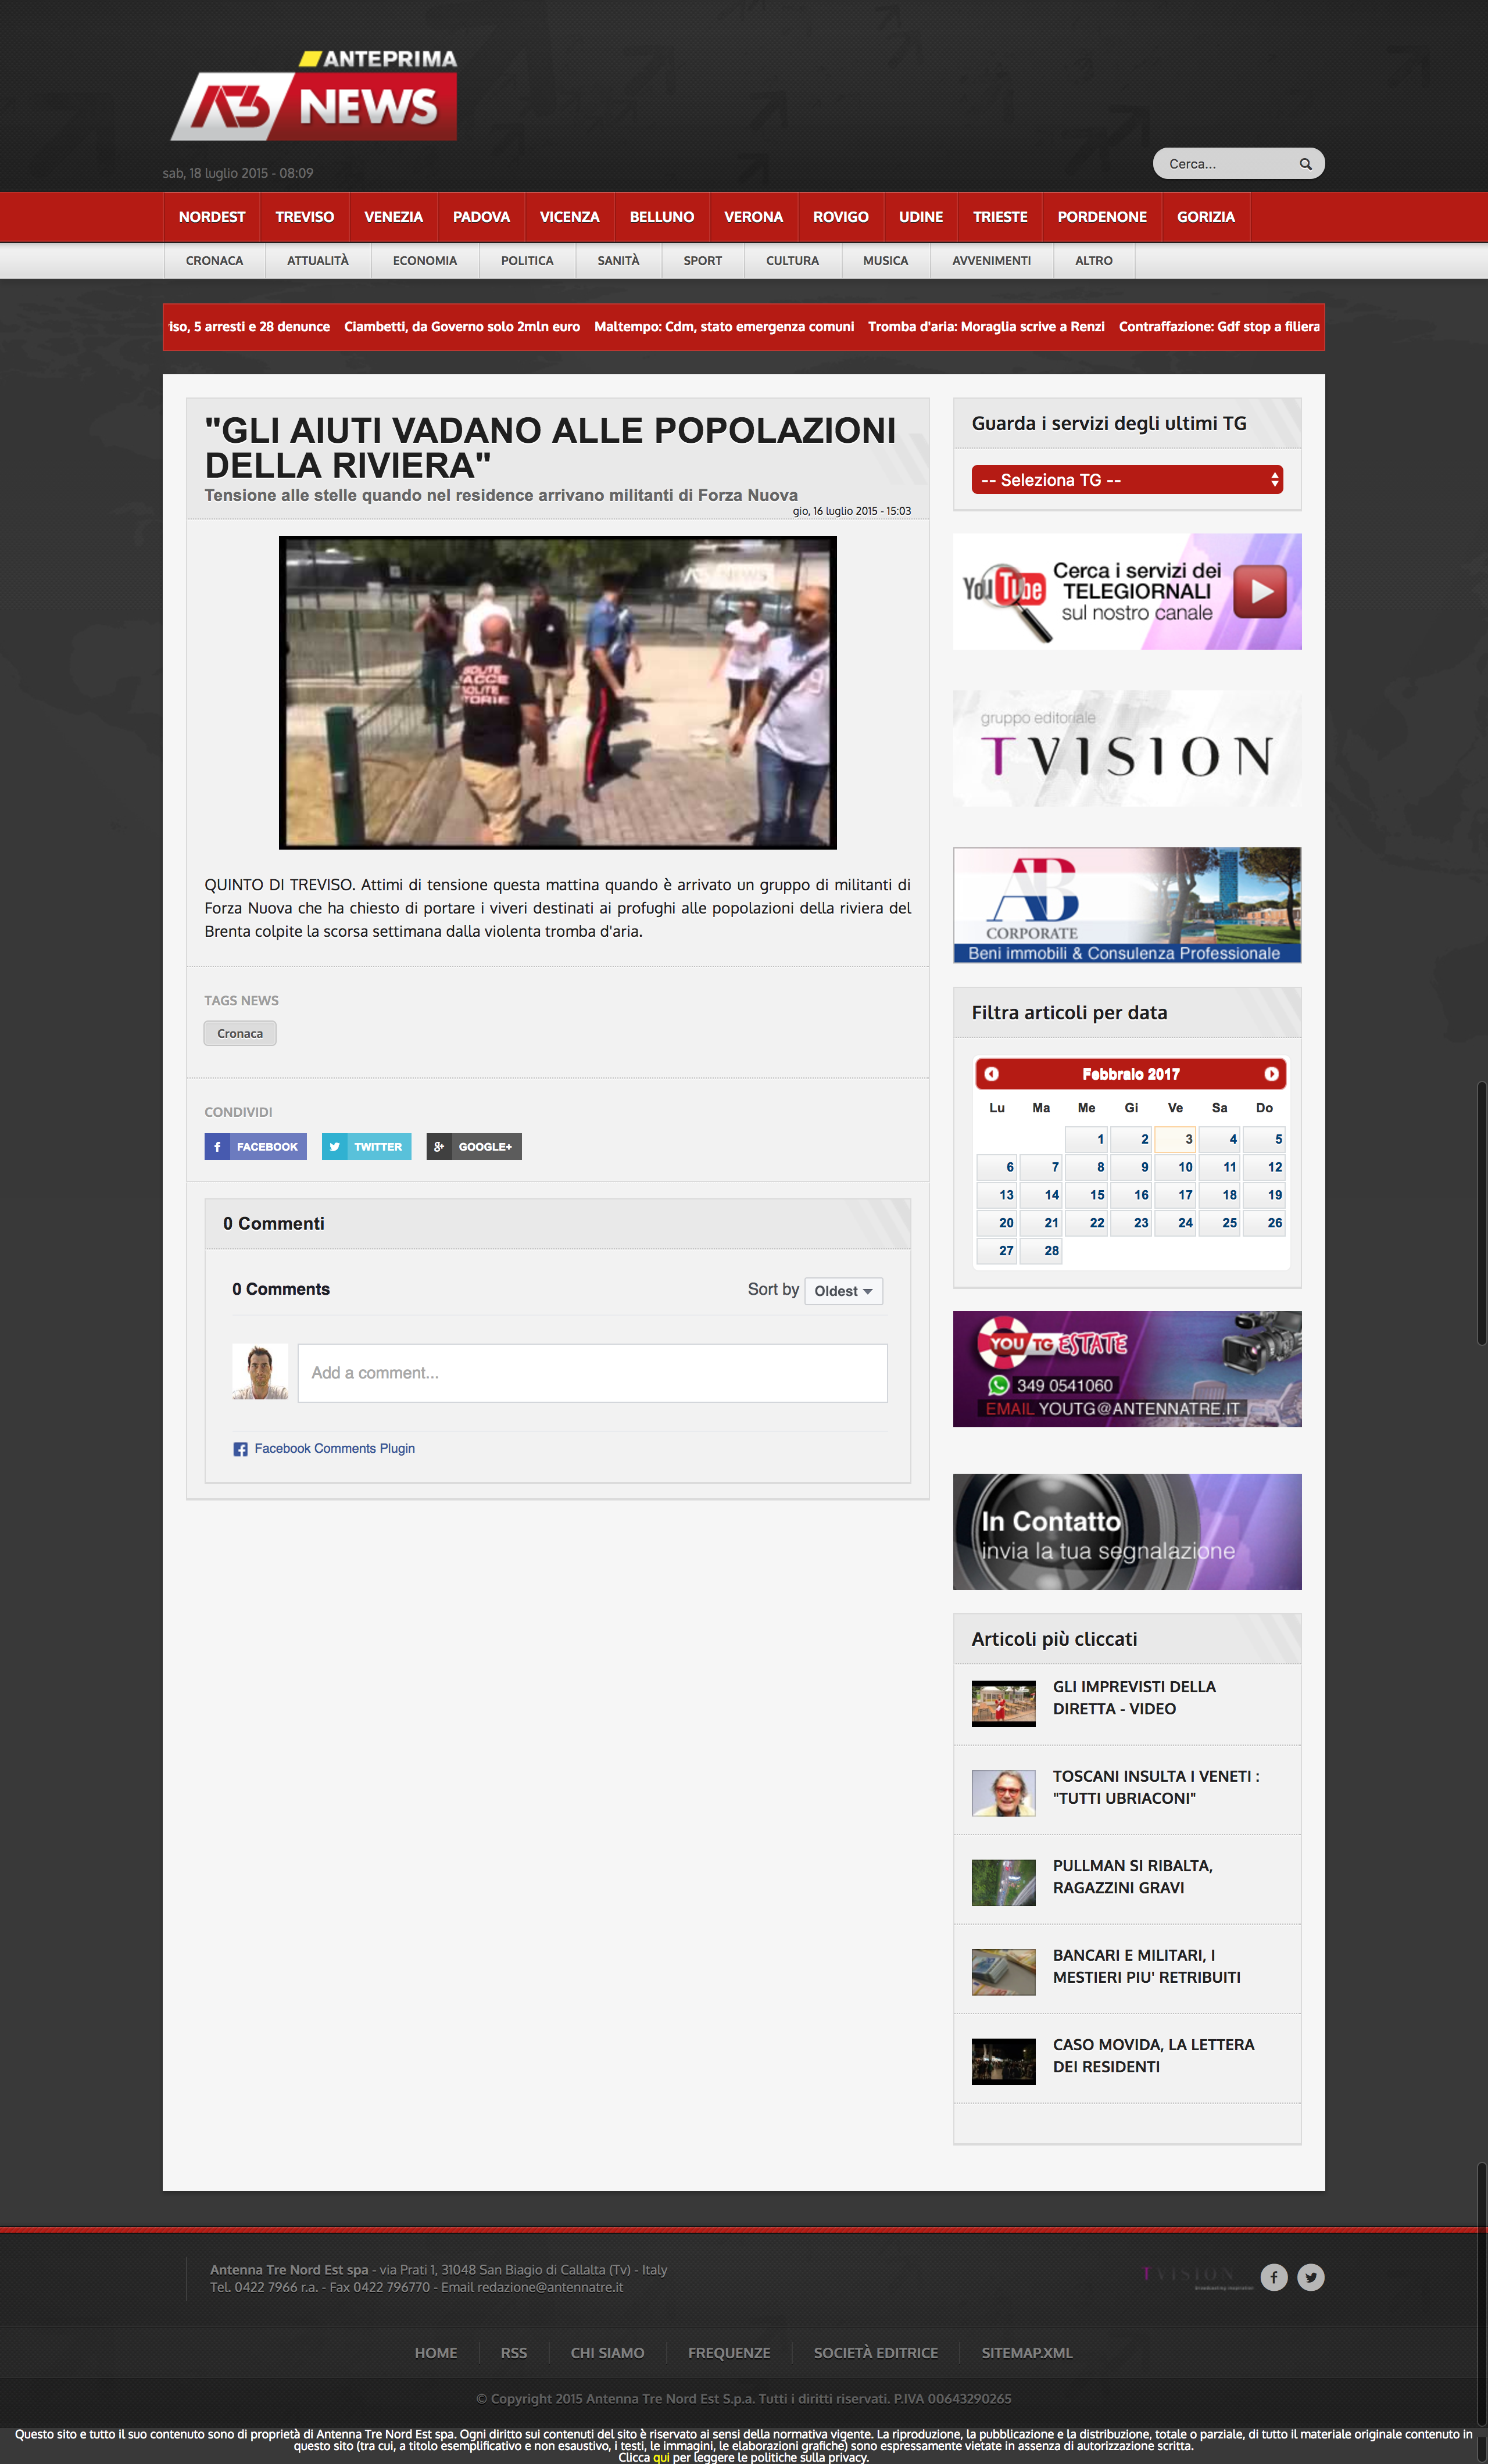 ANTEPRIMA
A3 NEWS
sab, 18 luglio 2015 - 08:09
Cerca...
NORDEST TREVISO VENEZIA PADOVA VICENZA BELLUNO VERONA ROVIGO UDINE TRIESTE PORDENONE GORIZIA
CRONACA ATTUALITÀ ECONOMIA POLITICA SANITÀ SPORT CULTURA MUSICA AVVENIMENTI ALTRO
iso, 5 arresti e 28 denunce Ciambetti, da Governo solo 2mln euro Maltempo: Cdm, stato emergenza comuni Tromba d'aria: Moraglia scrive a Renzi Contraffazione: Gdf stop a filiera
"GLI AIUTI VADANO ALLE POPOLAZIONI
DELLA RIVIERA"
Tensione alle stelle quando nel residence arrivano militanti di Forza Nuova
gio, 16 luglio 2015 - 15:03
A3 NEWS
SOLITE
FACCE
SOLITE
STORIE
QUINTO DI TREVISO. Attimi di tensione questa mattina quando è arrivato un gruppo di militanti di
Forza Nuova che ha chiesto di portare i viveri destinati ai profughi alle popolazioni della riviera del
Brenta colpite la scorsa settimana dalla violenta tromba d'aria.
TAGS NEWS
Cronaca
CONDIVIDI
FACEBOOK TWITTER GOOGLE+
0 Commenti
0 Comments
Sort by Oldest
Add a comment...
Facebook Comments Plugin
Guarda i servizi degli ultimi TG
-- Seleziona TG --
YouTube
Cerca i servizi dei
TELEGIORNALI
sul nostro canale
gruppo editoriale
TVISION
AB
CORPORATE
Beni immobili & Consulenza Professionale
Filtra articoli per data
Febbraio 2017
Lu Ma Me Gi Ve Sa Do
1 2 3 4 5
6 7 8 9 10 11 12
13 14 15 16 17 18 19
20 21 22 23 24 25 26
27 28
YOU TG ESTATE
349 0541060
EMAIL YOUTG@ANTENNATRE.IT
In Contatto
invia la tua segnalazione
Articoli più cliccati
GLI IMPREVISTI DELLA
DIRETTA - VIDEO
TOSCANI INSULTA I VENETI :
"TUTTI UBRIACONI"
PULLMAN SI RIBALTA,
RAGAZZINI GRAVI
BANCARI E MILITARI, I
MESTIERI PIU' RETRIBUITI
CASO MOVIDA, LA LETTERA
DEI RESIDENTI
Antenna Tre Nord Est spa - via Prati 1, 31048 San Biagio di Callalta (Tv) - Italy
Tel. 0422 7966 r.a. - Fax 0422 796770 - Email redazione@antennatre.it
TVISION
HOME RSS CHI SIAMO FREQUENZE SOCIETÀ EDITRICE SITEMAP.XML
© Copyright 2015 Antenna Tre Nord Est S.p.a. Tutti i diritti riservati. P.IVA 00643290265
Questo sito e tutto il suo contenuto sono di proprietà di Antenna Tre Nord Est spa. Ogni diritto sui contenuti del sito è riservato ai sensi della normativa vigente. La riproduzione, la pubblicazione e la distribuzione, totale o parziale, di tutto il materiale originale contenuto in
questo sito (tra cui, a titolo esemplificativo e non esaustivo, i testi, le immagini, le elaborazioni grafiche) sono espressamente vietate in assenza di autorizzazione scritta.
Clicca qui per leggere le politiche sulla privacy.